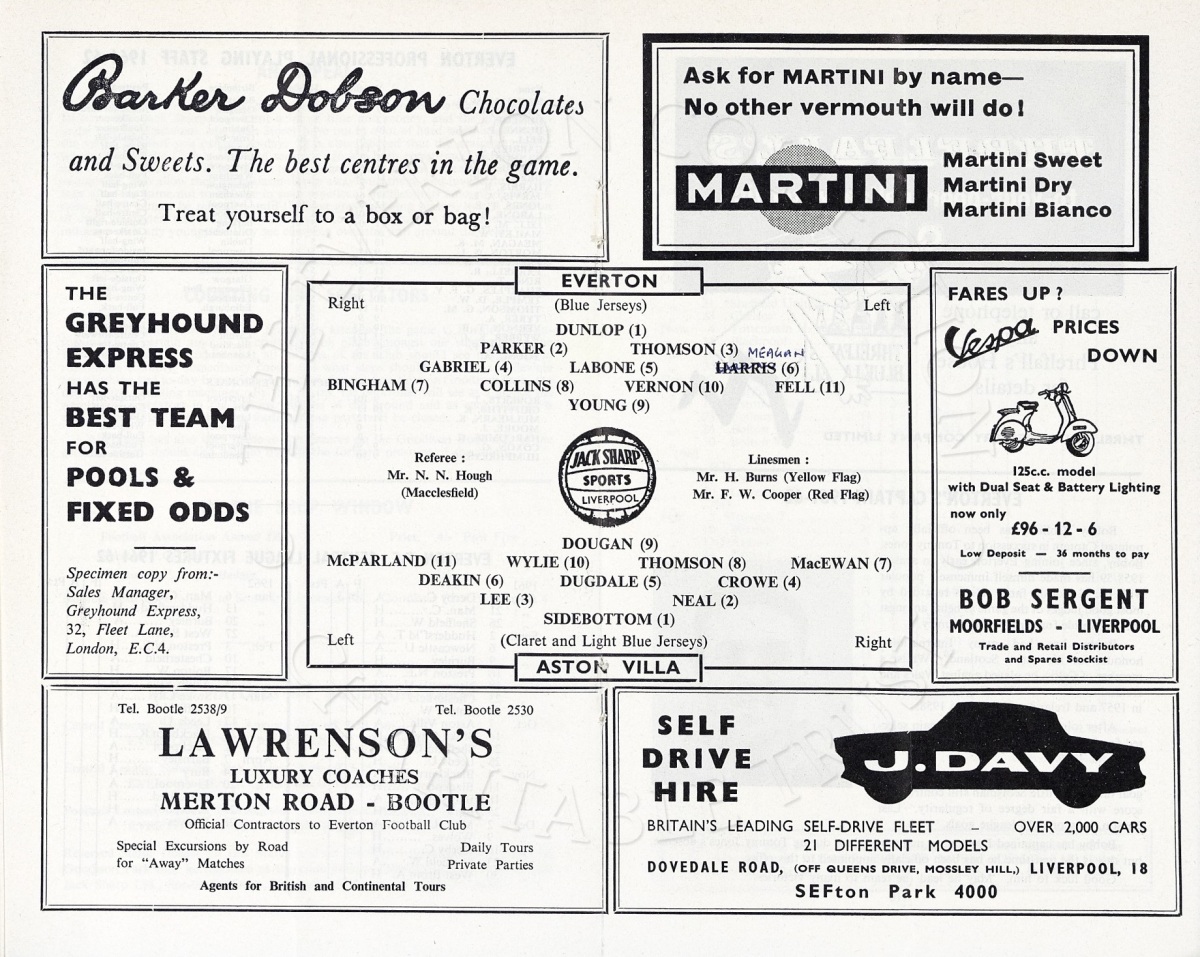 Barker Dobson Chocolates
and Sweets. The best centres in the game.
Treat yourself to a box or bag!
Ask for MARTINI by name—
No other vermouth will do!
MARTINI
Martini Sweet
Martini Dry
Martini Bianco
THE
GREYHOUND
EXPRESS
HAS THE
BEST TEAM
FOR
POOLS &
FIXED ODDS
Specimen copy from:-
Sales Manager,
Greyhound Express,
32, Fleet Lane,
London, E.C.4.
EVERTON
Right (Blue Jerseys) Left
DUNLOP (1)
PARKER (2) THOMSON (3) MEAGAN
GABRIEL (4) LABONE (5) HARRIS (6)
BINGHAM (7) COLLINS (8) VERNON (10) FELL (11)
YOUNG (9)
Referee :
Mr. N. N. Hough
(Macclesfield)
JACK SHARP
SPORTS
LIVERPOOL
Linesmen :
Mr. H. Burns (Yellow Flag)
Mr. F. W. Cooper (Red Flag)
DOUGAN (9)
McPARLAND (11) WYLIE (10) THOMSON (8) MacEWAN (7)
DEAKIN (6) DUGDALE (5) CROWE (4)
LEE (3) NEAL (2)
SIDEBOTTOM (1)
Left (Claret and Light Blue Jerseys) Right
ASTON VILLA
FARES UP?
Vespa PRICES
DOWN
125c.c. model
with Dual Seat & Battery Lighting
now only
£96 - 12 - 6
Low Deposit — 36 months to pay
BOB SERGENT
MOORFIELDS - LIVERPOOL
Trade and Retail Distributors
and Spares Stockist
Tel. Bootle 2538/9 Tel. Bootle 2530
LAWRENSON'S
LUXURY COACHES
MERTON ROAD - BOOTLE
Official Contractors to Everton Football Club
Special Excursions by Road
for "Away" Matches
Daily Tours
Private Parties
Agents for British and Continental Tours
SELF
DRIVE
HIRE
J. DAVY
BRITAIN'S LEADING SELF-DRIVE FLEET – OVER 2,000 CARS
21 DIFFERENT MODELS
DOVEDALE ROAD, (OFF QUEENS DRIVE, MOSSLEY HILL,) LIVERPOOL, 18
SEFton Park 4000